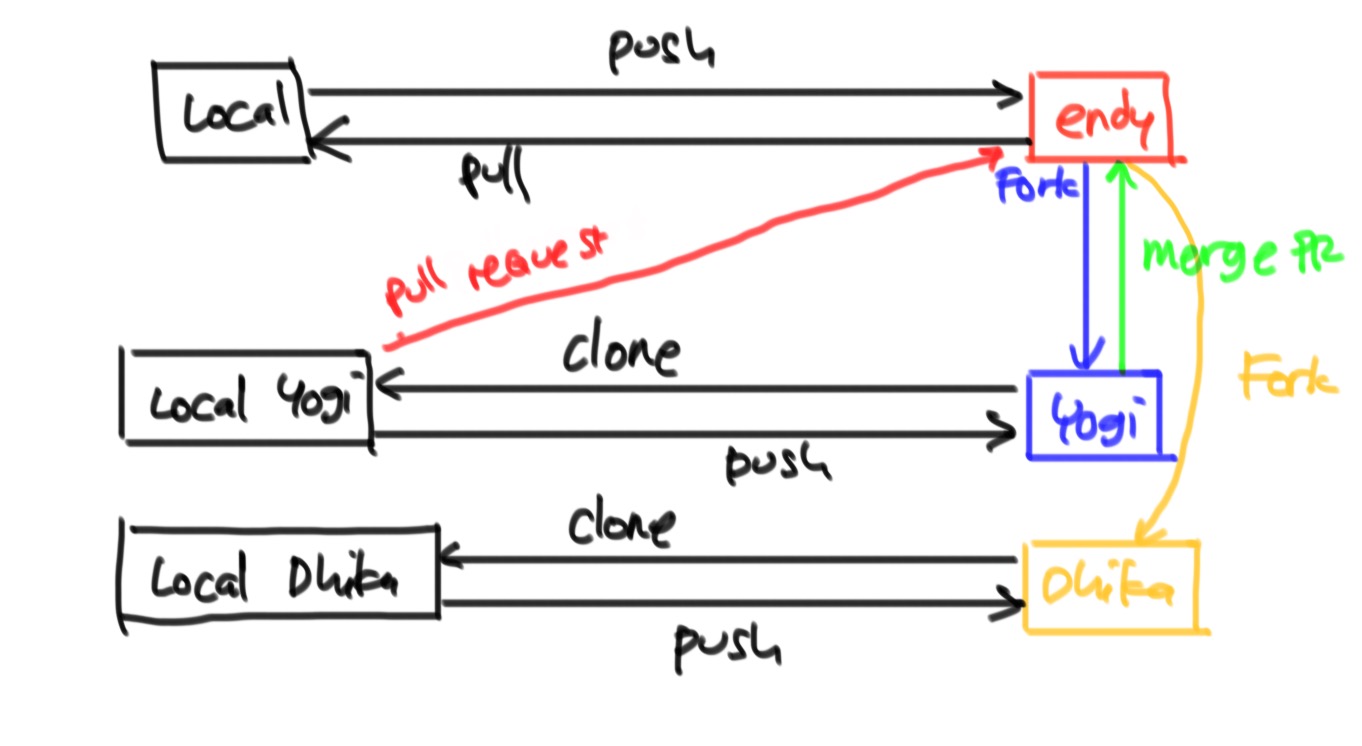 push
Local
endy
pull
Fork
pull request
merge PR
clone
Fork
Local Yogi
Yogi
push
clone
Local Dhika
Dhika
push